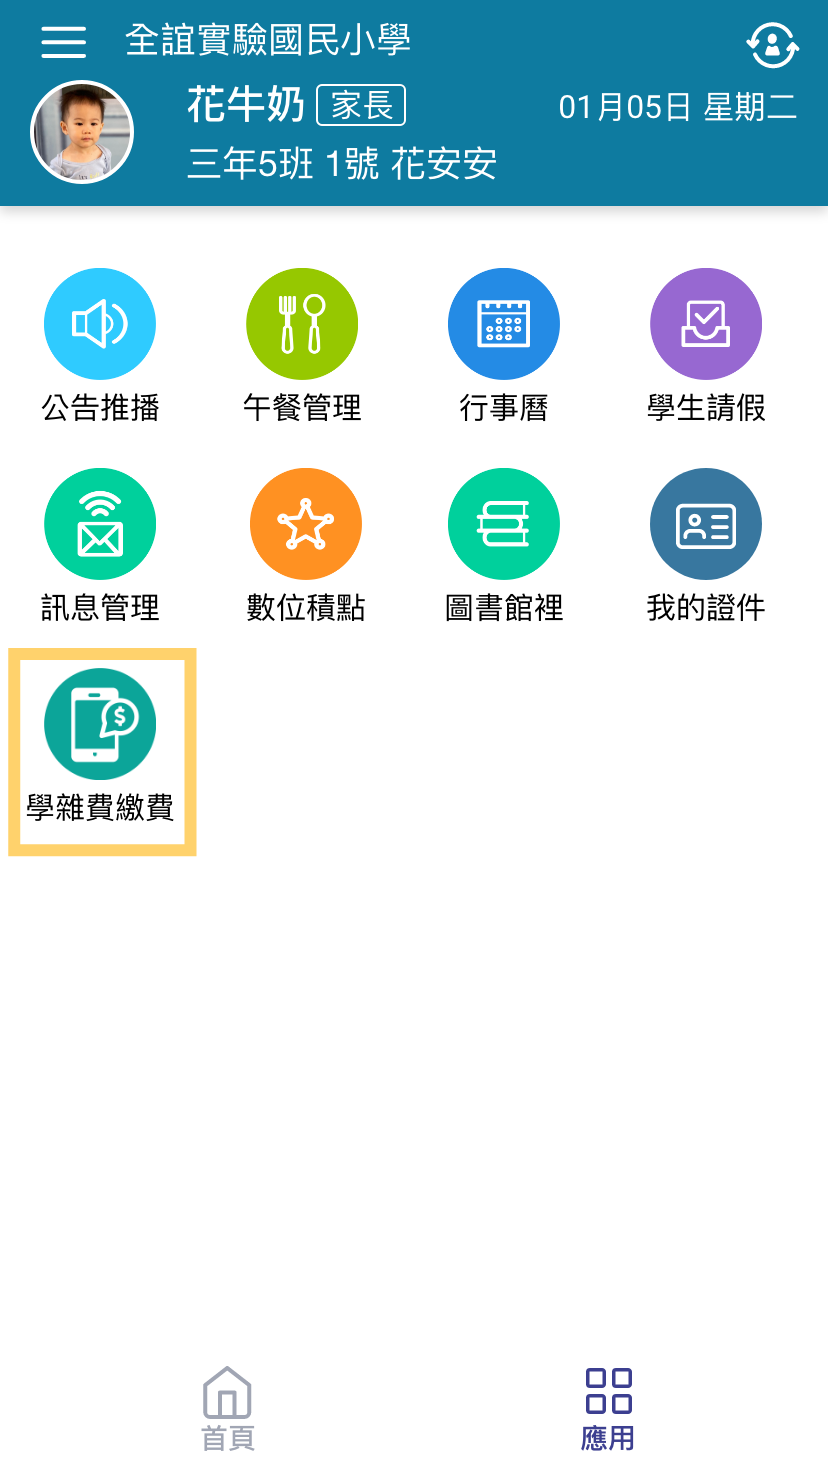 全誼實驗國民小學
花牛奶 家長
01月05日 星期二
三年5班 1號 花安安
公告推播 午餐管理 行事曆 學生請假
訊息管理 數位積點 圖書館裡 我的證件
$
學雜費繳費
首頁 應用